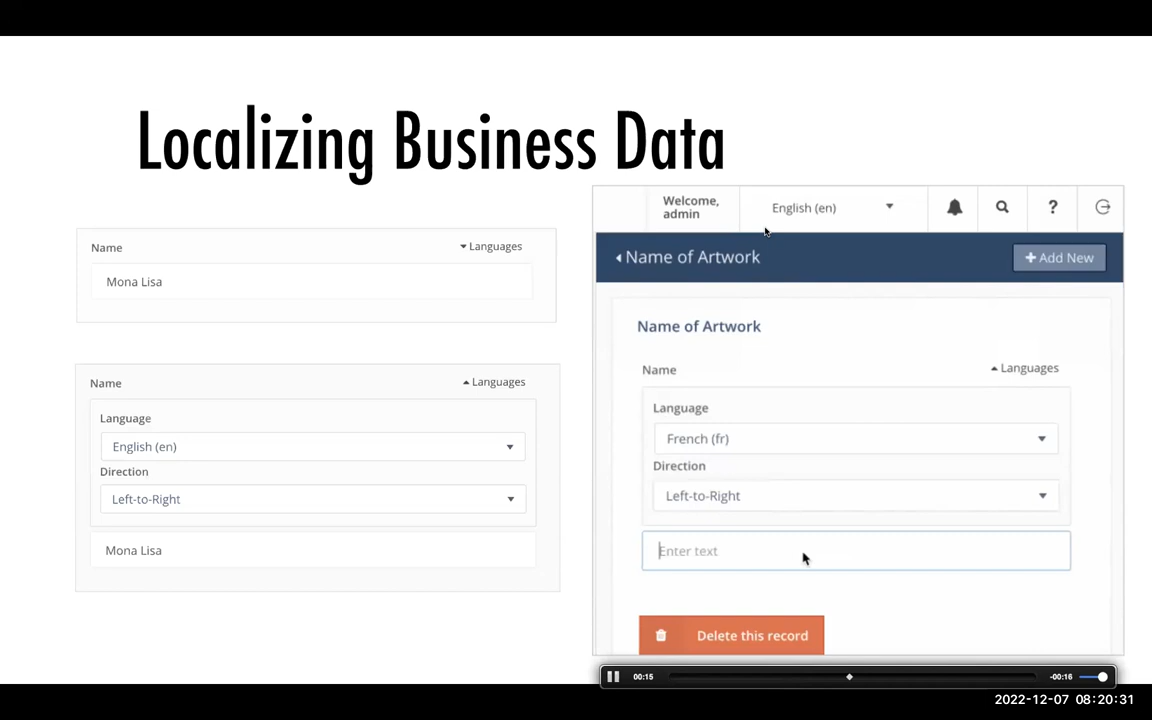 Localizing Business Data
Name
Languages
Mona Lisa
Name
Languages
Language
English (en)
Direction
Left-to-Right
Mona Lisa
Welcome,
admin
English (en)
?
Name of Artwork
+ Add New
Name of Artwork
Name
Languages
Language
French (fr)
Direction
Left-to-Right
Enter text
Delete this record
00:15
-00:16
2022-12-07 08:20:31